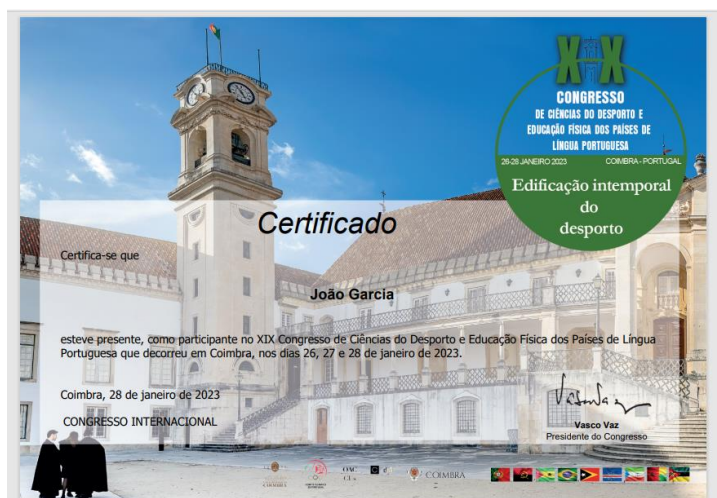 XIX
CONGRESSO
DE CIÊNCIAS DO DESPORTO E
EDUCAÇÃO FÍSICA DOS PAÍSES DE
LÍNGUA PORTUGUESA
26-28 JANEIRO 2023 COIMBRA - PORTUGAL
Edificação intemporal
do
desporto
Certificado
Certifica-se que
João Garcia
esteve presente, como participante no XIX Congresso de Ciências do Desporto e Educação Física dos Países de Língua
Portuguesa que decorreu em Coimbra, nos dias 26, 27 e 28 de janeiro de 2023.
Coimbra, 28 de janeiro de 2023
CONGRESSO INTERNACIONAL
Vasco Vaz
Presidente do Congresso
COIMBRA